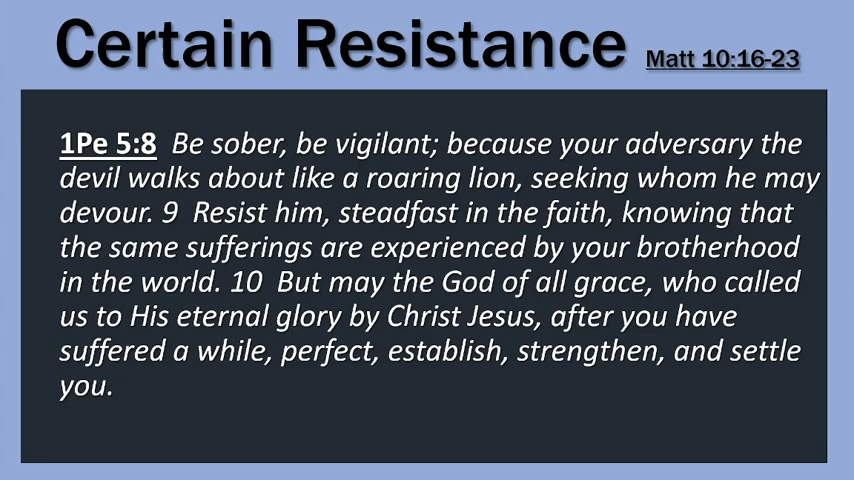 Certain Resistance Matt 10:16-23
1Pe 5:8 Be sober, be vigilant; because your adversary the
devil walks about like a roaring lion, seeking whom he may
devour. 9 Resist him, steadfast in the faith, knowing that
the same sufferings are experienced by your brotherhood
in the world. 10 But may the God of all grace, who called
us to His eternal glory by Christ Jesus, after you have
suffered a while, perfect, establish, strengthen, and settle
you.